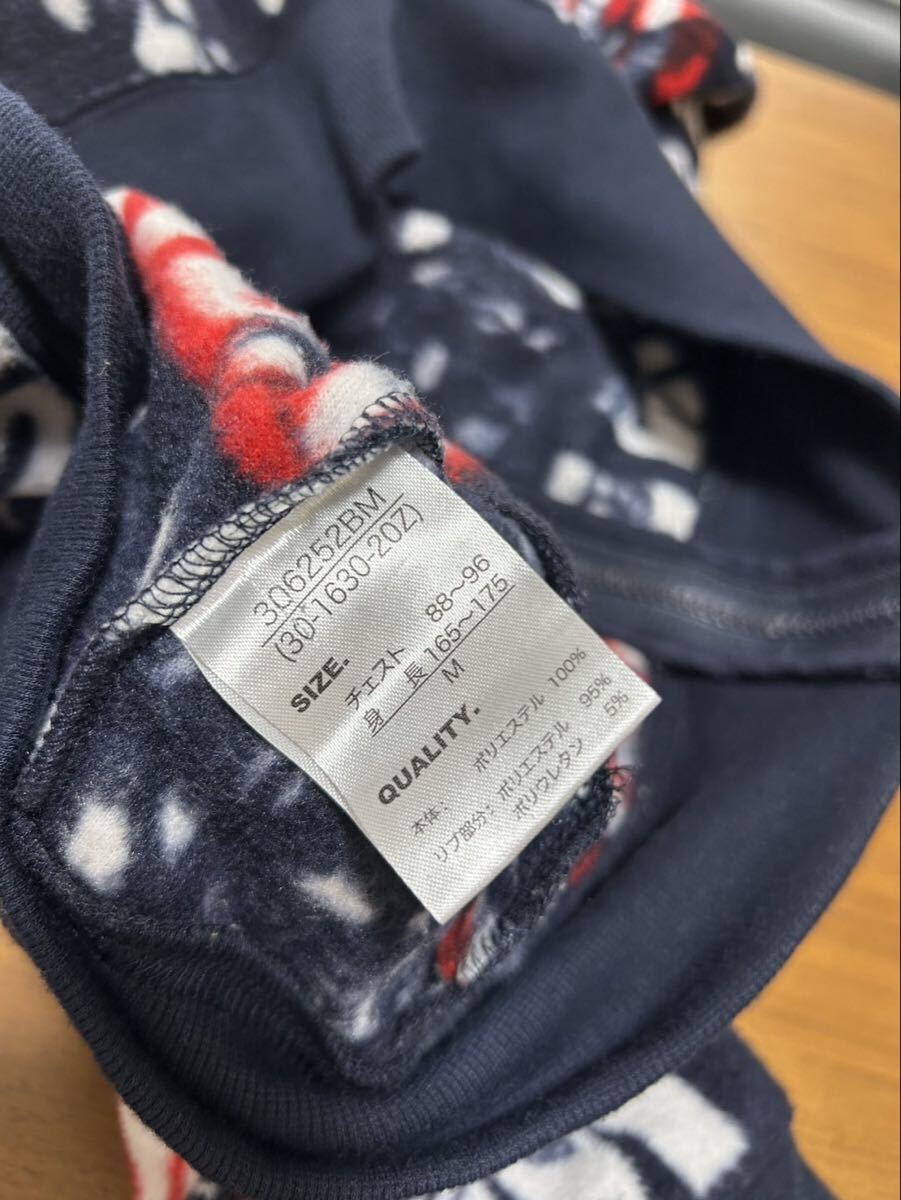 306252BM
(30-1630-20Z)
SIZE.
チェスト 88〜96
身 長 165〜175
M
QUALITY.
本体: ポリエステル 100%
リブ部分: ポリエステル 95%
ポリウレタン 5%